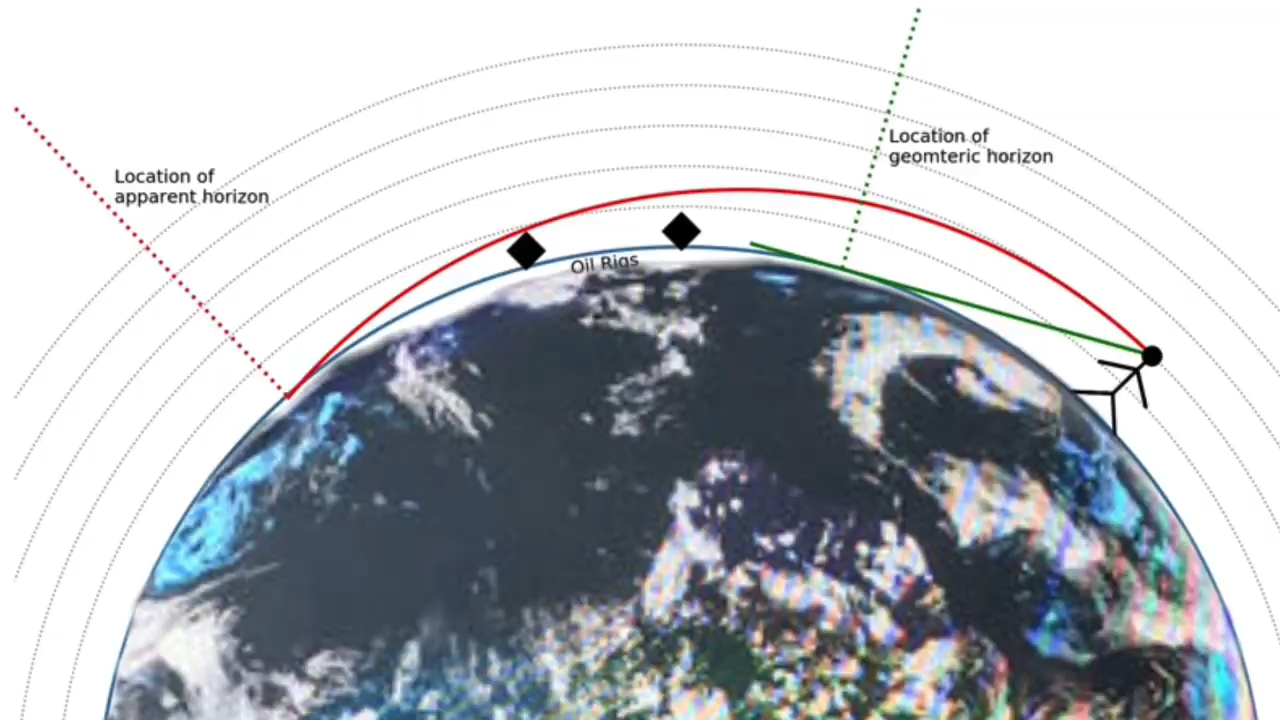 Location of
geomteric horizon
Location of
apparent horizon
Oil Rigs